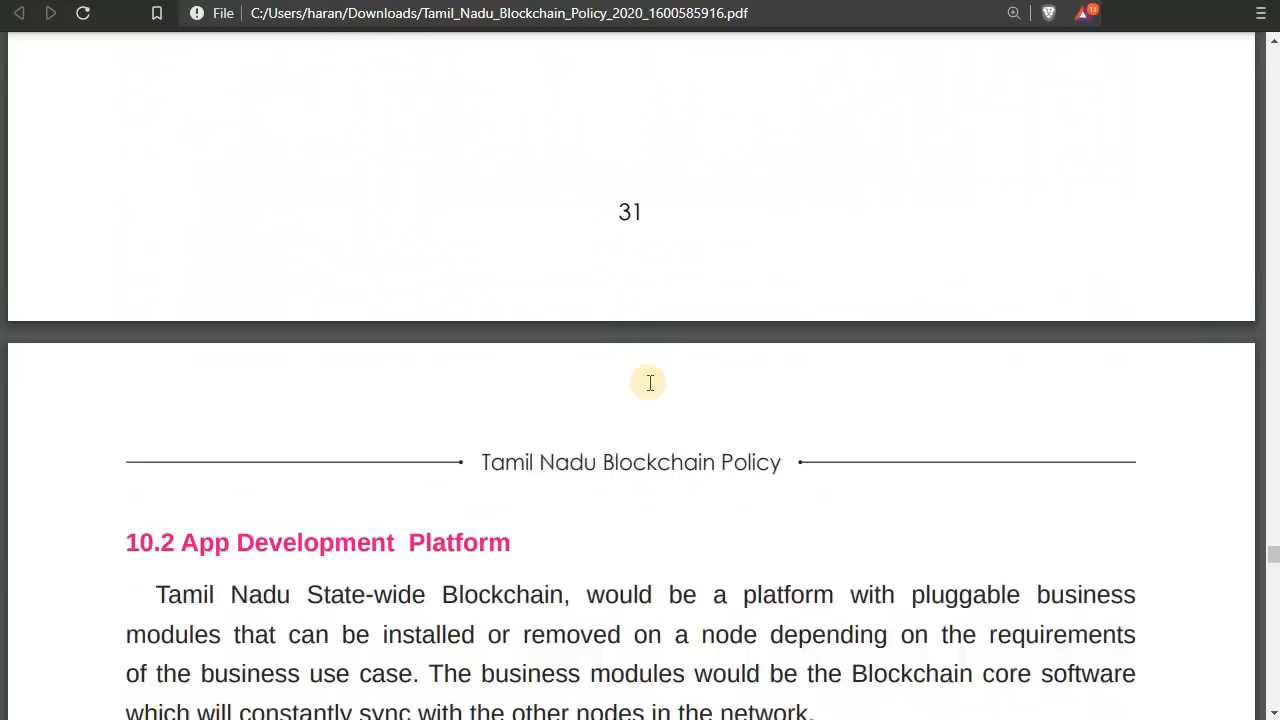 File
C:/Users/haran/Downloads/Tamil_Nadu_Blockchain_Policy_2020_1600585916.pdf
11
31
Tamil Nadu Blockchain Policy
10.2 App Development Platform
Tamil Nadu State-wide Blockchain, would be a platform with pluggable business
modules that can be installed or removed on a node depending on the requirements
of the business use case. The business modules would be the Blockchain core software
which will constantly sync with the other nodes in the network.